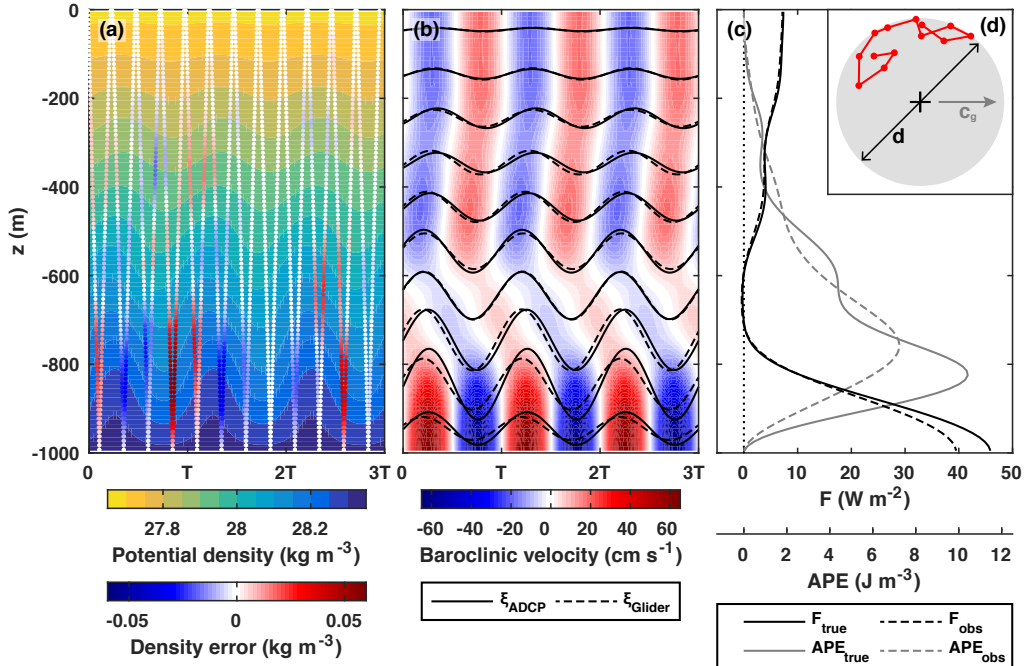 (a)
(b)
(c)
(d)
d
c_g
z (m)
0
-200
-400
-600
-800
-1000
0 T 2T 3T
T 2T 3T
0 10 20 30 40 50
F (W m⁻²)
27.8 28 28.2
Potential density (kg m⁻³)
-60 -40 -20 0 20 40 60
Baroclinic velocity (cm s⁻¹)
0 2 4 6 8 10 12
APE (J m⁻³)
-0.05 0 0.05
Density error (kg m⁻³)
ξ_ADCP ξ_Glider
F_true F_obs
APE_true APE_obs